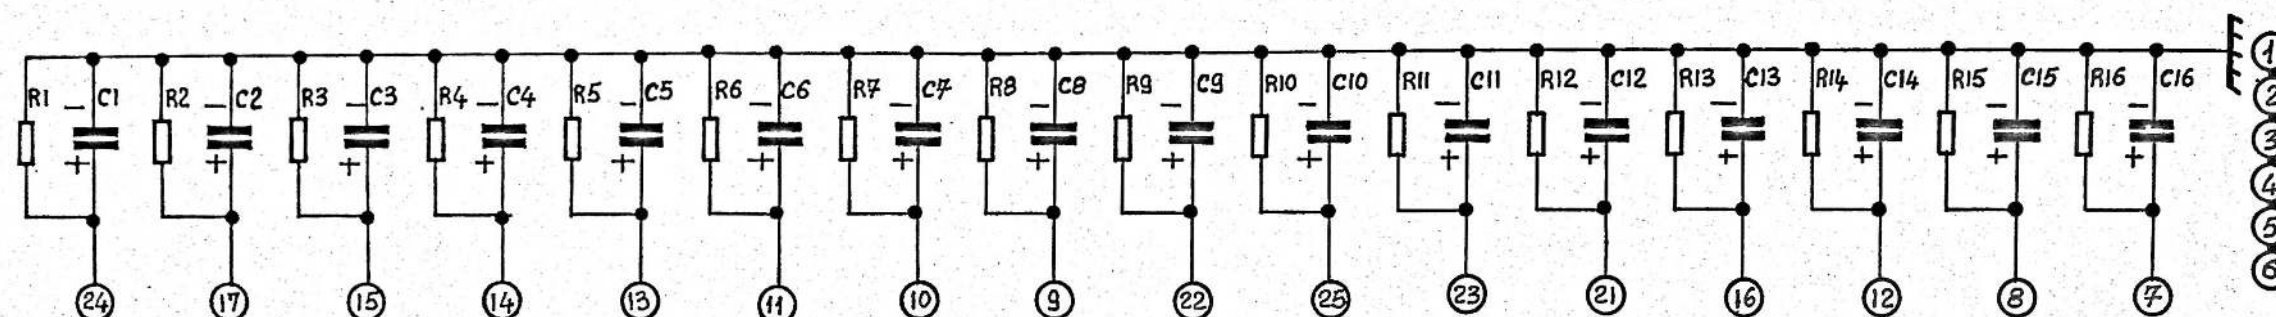 R1 C1 R2 C2 R3 C3 R4 C4 R5 C5 R6 C6 R7 C7 R8 C8 R9 C9 R10 C10 R11 C11 R12 C12 R13 C13 R14 C14 R15 C15 R16 C16
− − − − − − − − − − − − − − − −
+ + + + + + + + + + + + + + + +
24 17 15 14 13 11 10 9 22 25 23 21 16 12 8 7
1
2
3
4
5
6